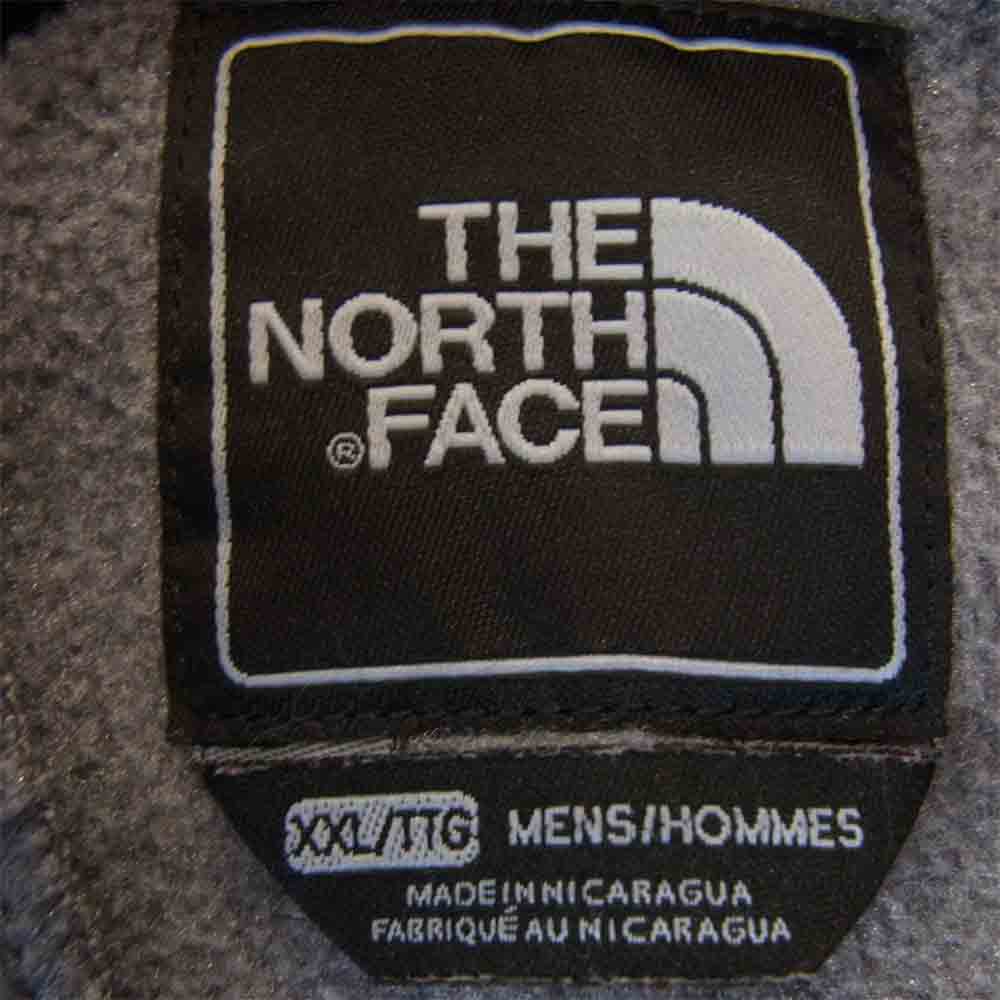 THE
NORTH
®FACE
XXL/TTG MENS/HOMMES
MADE IN NICARAGUA
FABRIQUÉ AU NICARAGUA